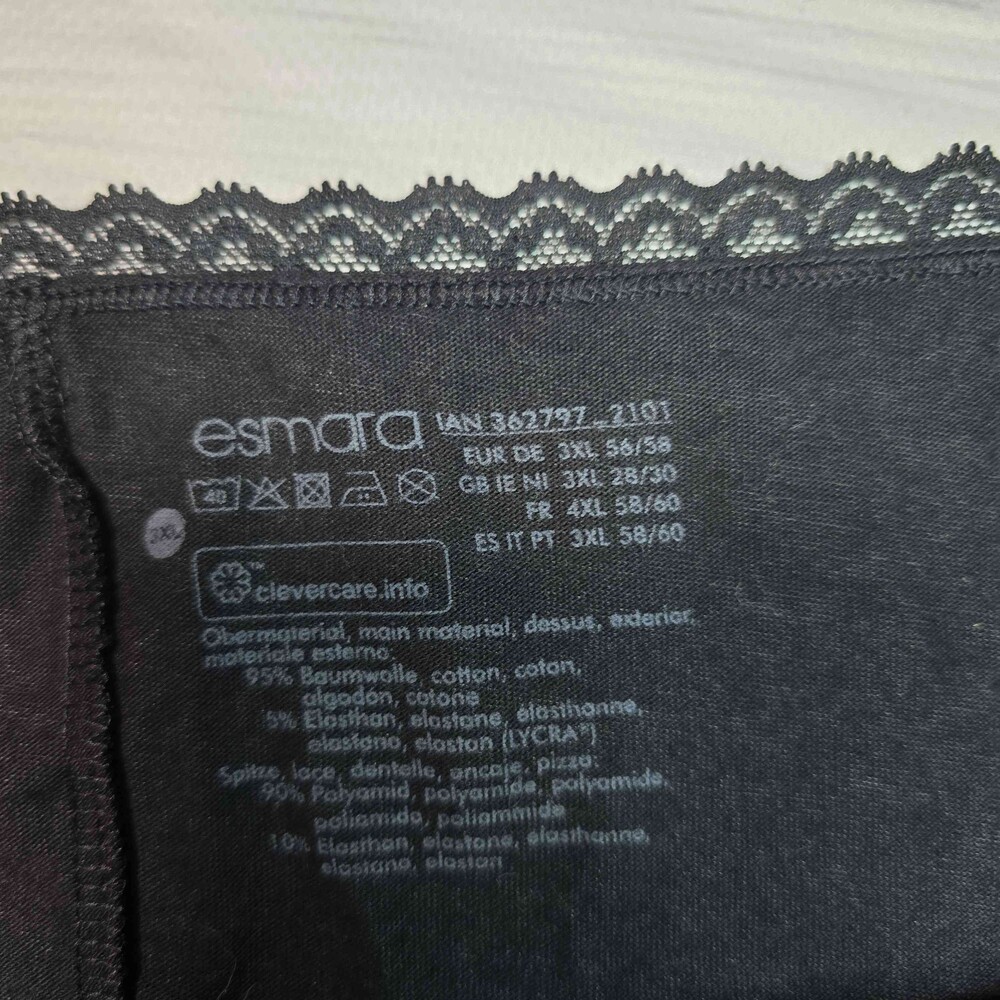 esmara IAN 362797_2101
EUR DE 3XL 56/58
GB IE NI 3XL 28/30
FR 4XL 58/60
ES IT PT 3XL 58/60
40
3XL
clevercare.info
Obermaterial, main material, dessus, exterior,
materiale esterno:
95% Baumwolle, cotton, coton,
algodón, cotone
5% Elasthan, elastane, élasthanne,
elastano, elastan (LYCRA®)
Spitze, lace, dentelle, encaje, pizzo:
90% Polyamid, polyamide, polyamide,
poliamida, poliammide
10% Elasthan, elastane, élasthanne,
elastano, elastan